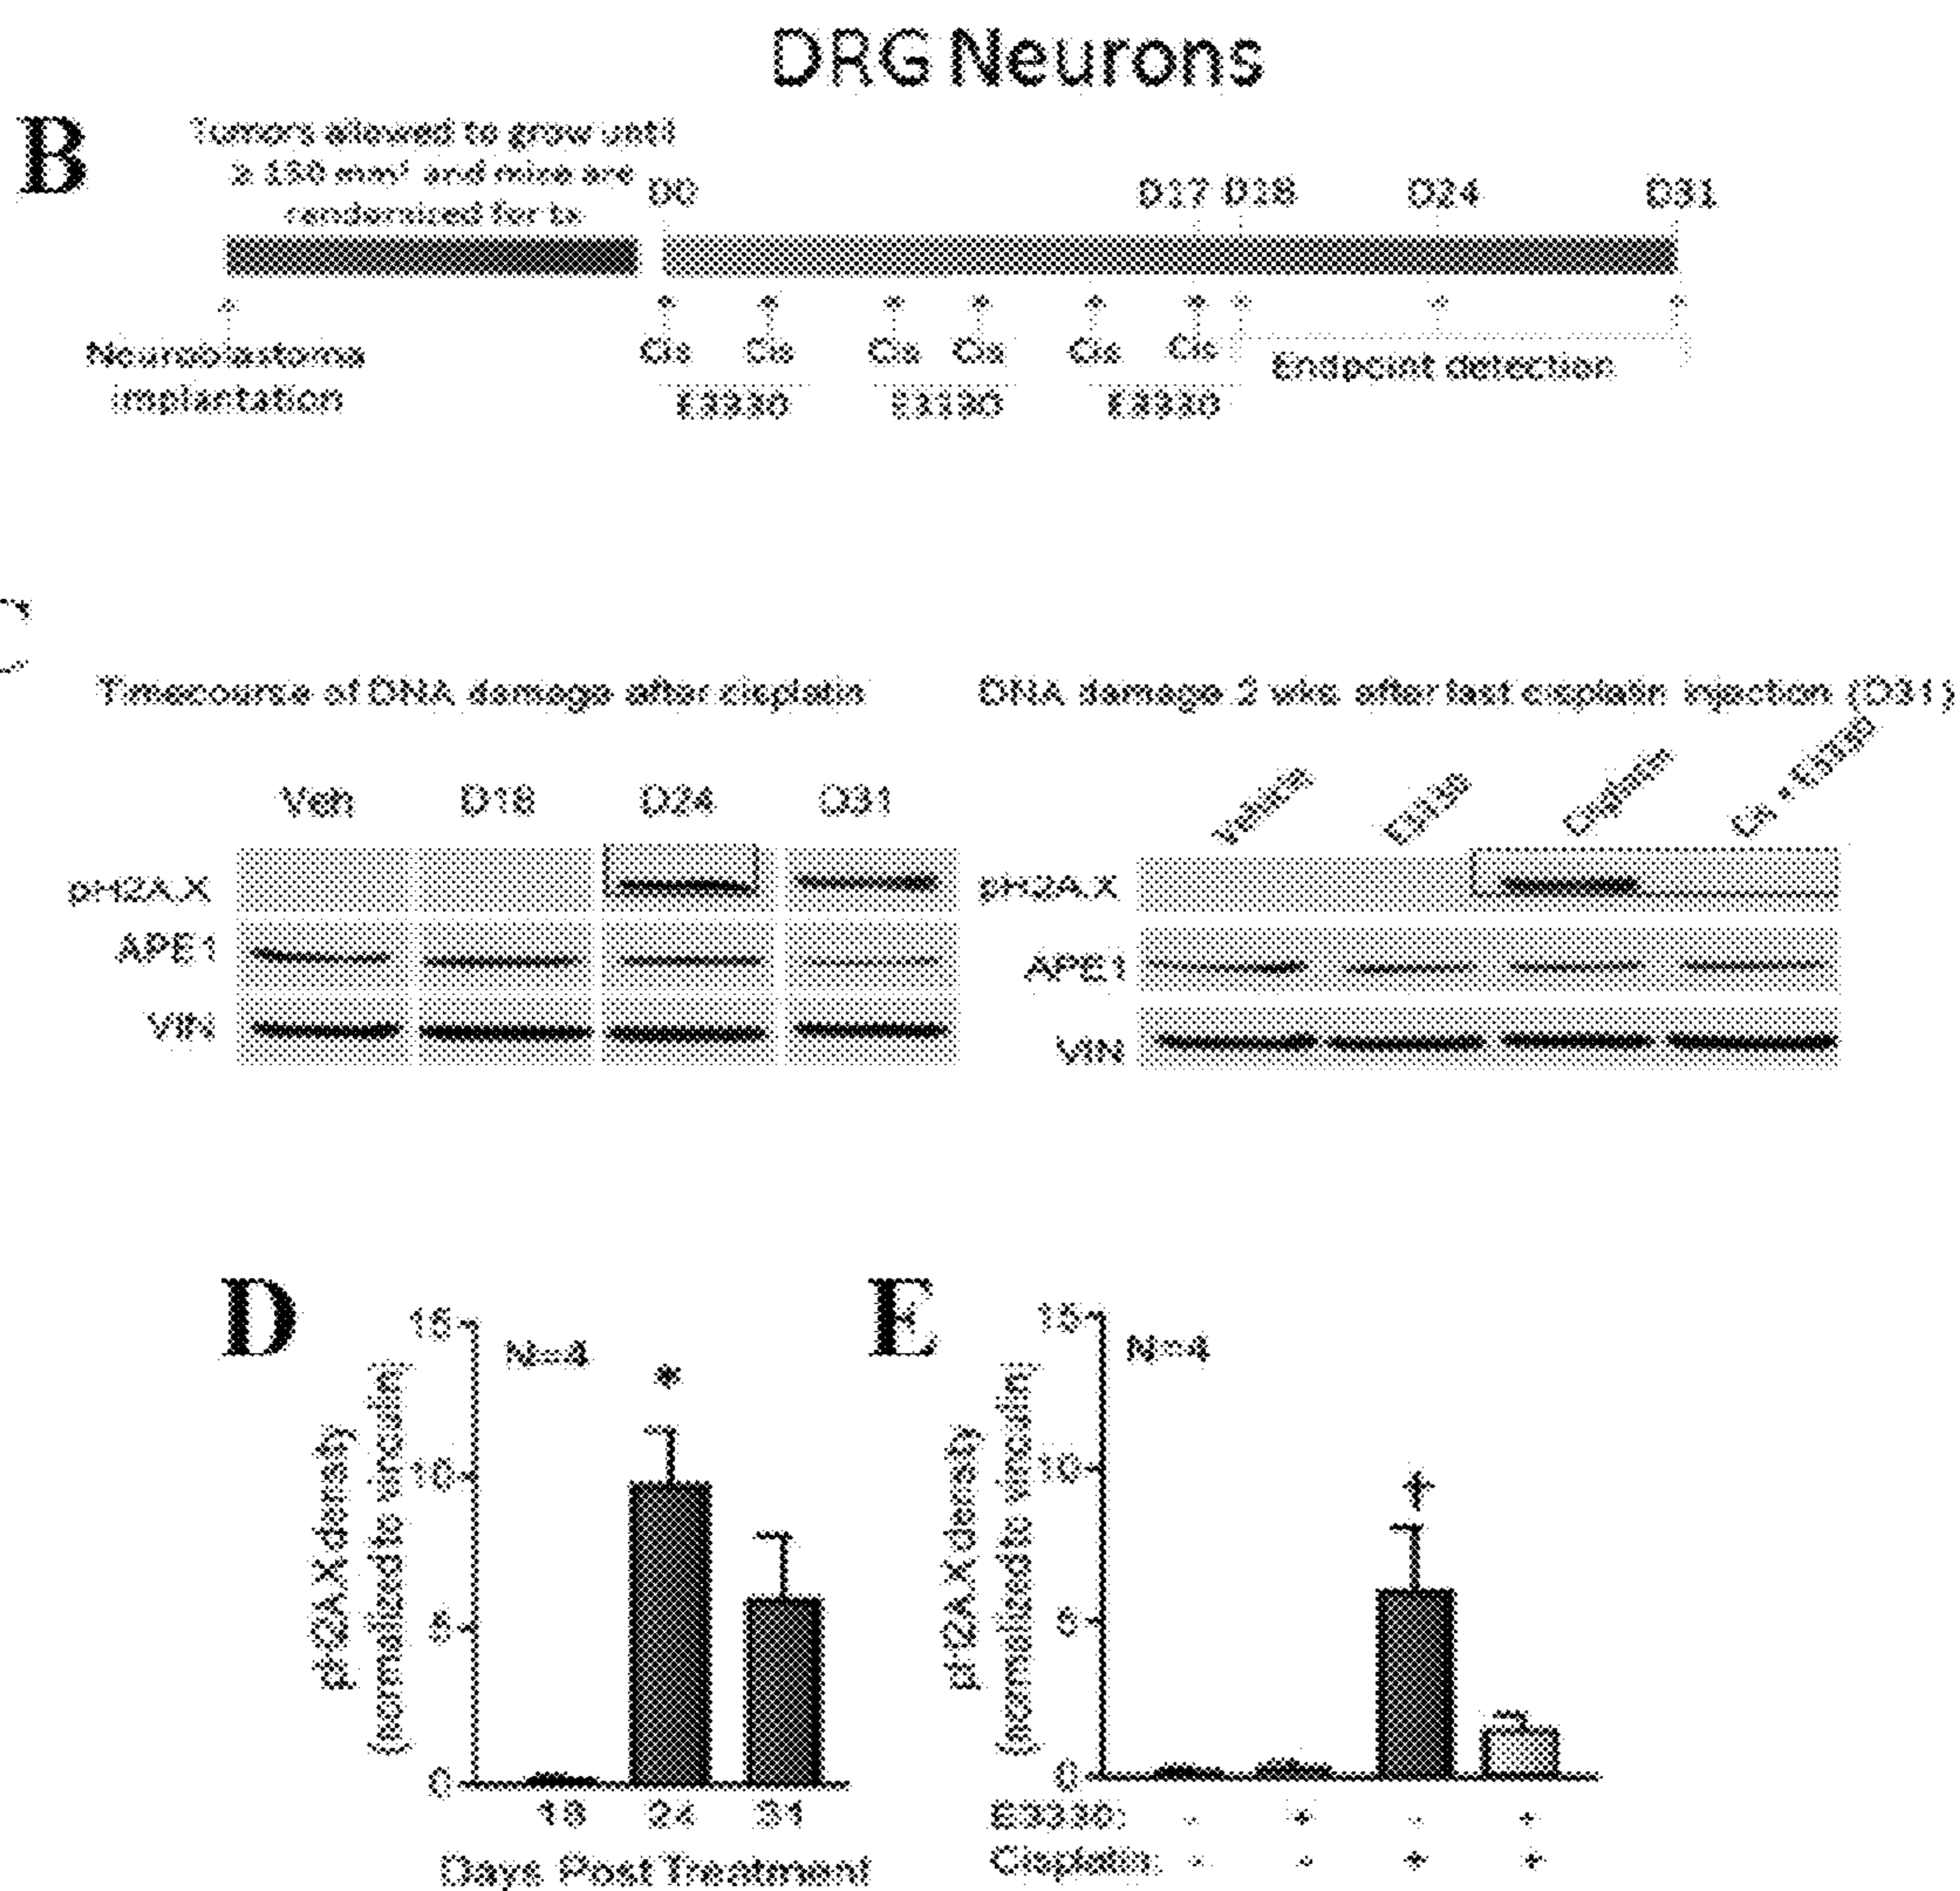 DRG Neurons
B
Tumors allowed to grow until
≥ 150 mm³ and mice are
randomized for tx
D0
D17 D18 D24 D31
Cis Cis Cis Cis Cis Cis
Neuroblastoma
implantation
Endpoint detection
E3330 E3330 E3330
C
Timecourse of DNA damage after cisplatin
DNA damage 2 wks after last cisplatin injection (D31)
Veh D18 D24 D31
Vehicle E3330 Cisplatin Cis + E3330
pH2A.X
APE1
VIN
pH2A.X
APE1
VIN
D
15
10
5
0
N=4
*
pH2AX density
[normalized to vinculin]
18 24 31
Days Post Treatment
E
15
10
5
0
N=4
pH2AX density
[normalized to vinculin]
E3330: - + - +
Cisplatin: - - + +